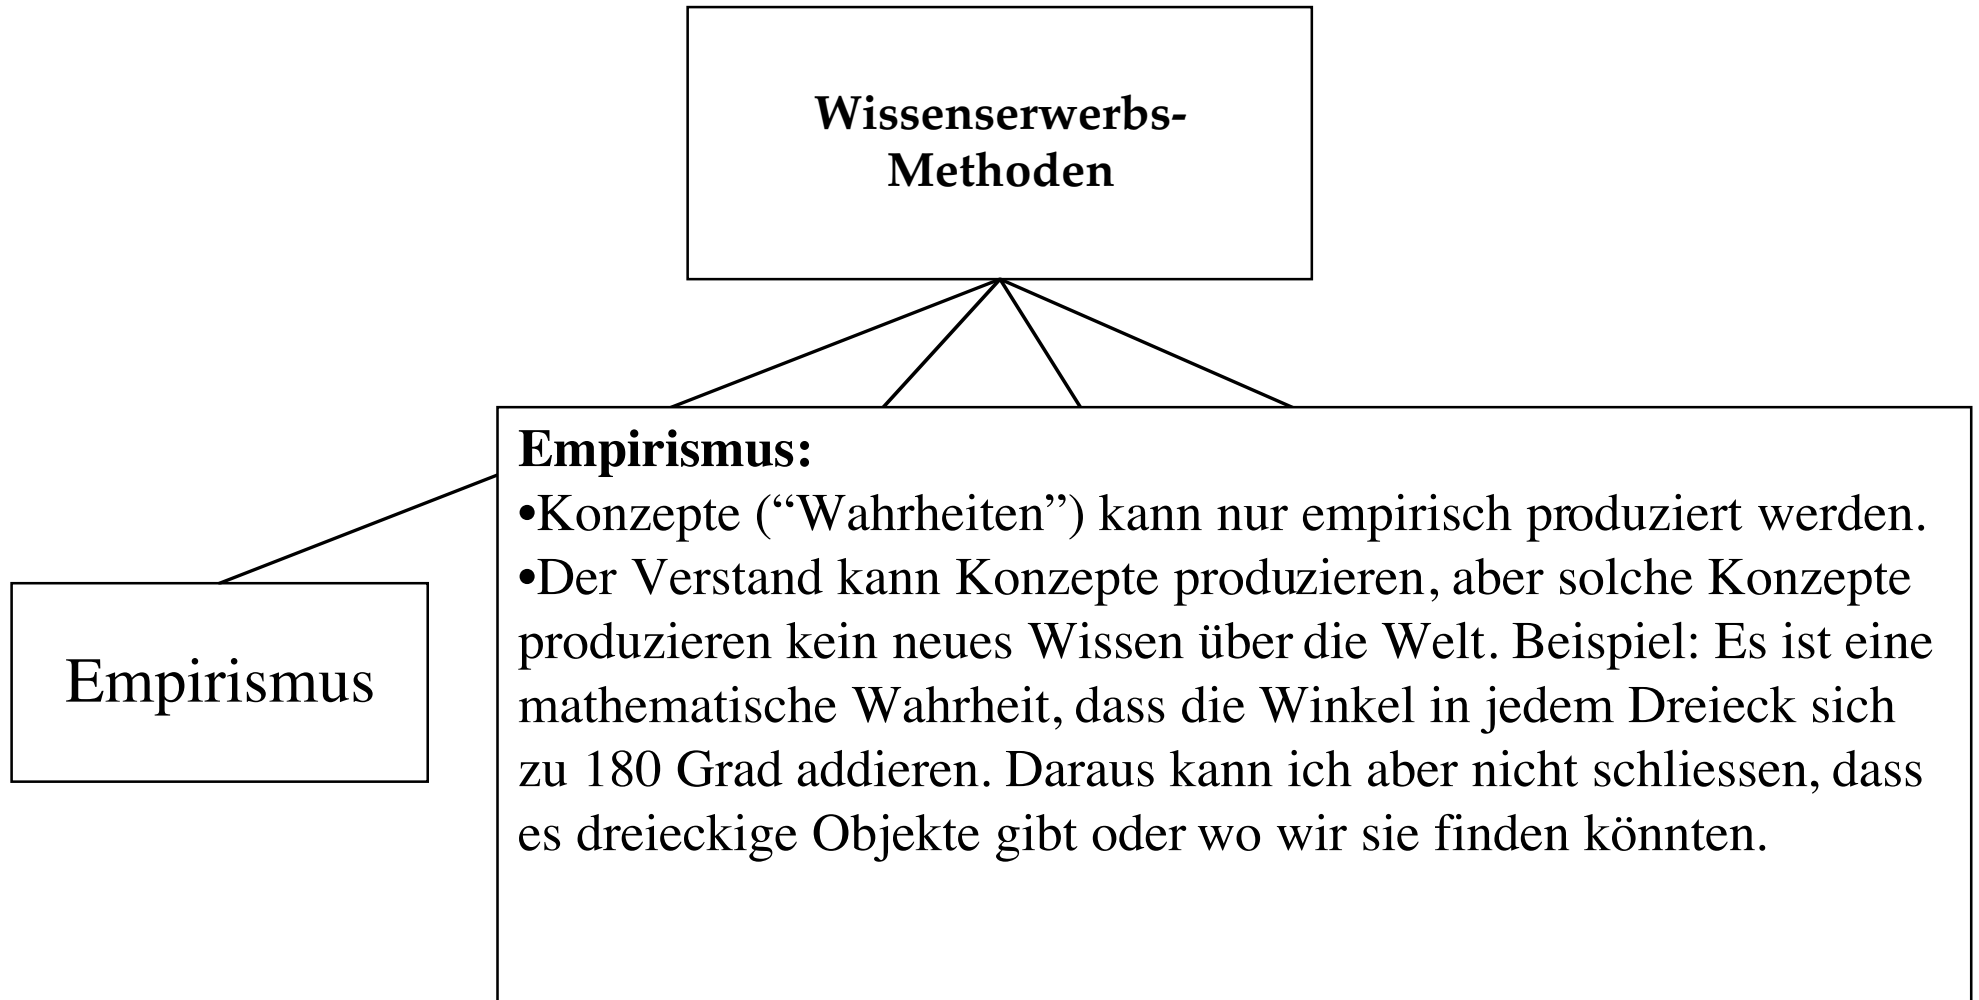 Wissenserwerbs-
Methoden
Empirismus:
•Konzepte (“Wahrheiten”) kann nur empirisch produziert werden.
•Der Verstand kann Konzepte produzieren, aber solche Konzepte
produzieren kein neues Wissen über die Welt. Beispiel: Es ist eine
mathematische Wahrheit, dass die Winkel in jedem Dreieck sich
zu 180 Grad addieren. Daraus kann ich aber nicht schliessen, dass
es dreieckige Objekte gibt oder wo wir sie finden könnten.
Empirismus